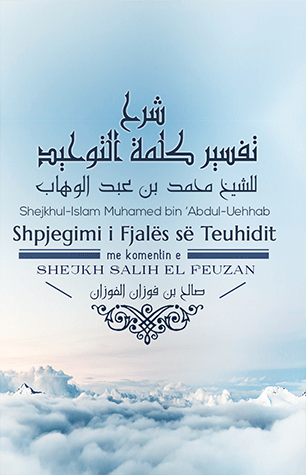 شرح
تفسير كلمة التوحيد
للشيخ محمد بن عبد الوهاب
Shejkhul-Islam Muhamed bin 'Abdul-Uehhab
Shpjegimi i Fjalës së Teuhidit
me komentin e
SHEJKH SALIH EL FEUZAN
صالح بن فوزان الفوزان